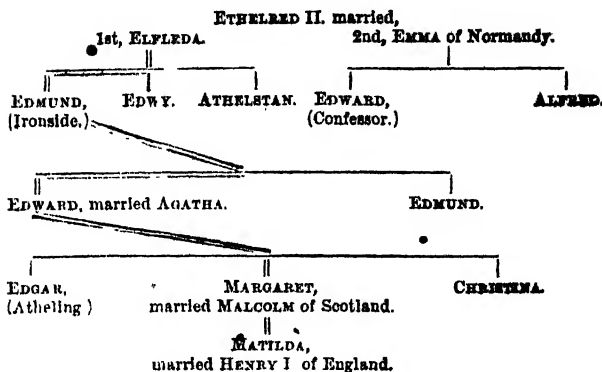 ETHELRED II. married,
1st, ELFLEDA. 2nd, EMMA of Normandy.
EDMUND, EDWY. ATHELSTAN. EDWARD, ALFRED.
(Ironside.) (Confessor.)
EDWARD, married AGATHA. EDMUND.
EDGAR, MARGARET, CHRISTINA.
(Atheling) married MALCOLM of Scotland.
MATILDA,
married HENRY I of England.